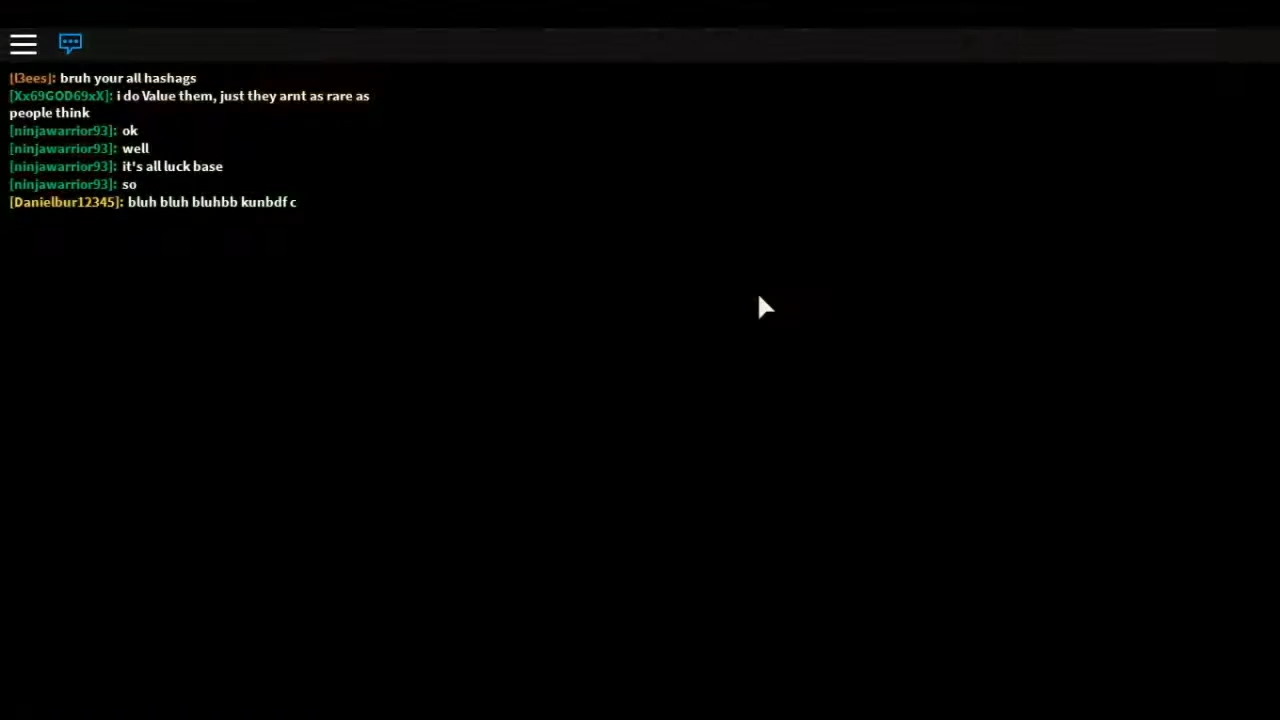 [l3ees]: bruh your all hashags
[Xx69GOD69xX]: i do Value them, just they arnt as rare as
people think
[ninjawarrior93]: ok
[ninjawarrior93]: well
[ninjawarrior93]: it's all luck base
[ninjawarrior93]: so
[Danielbur12345]: bluh bluh bluhbb kunbdf c